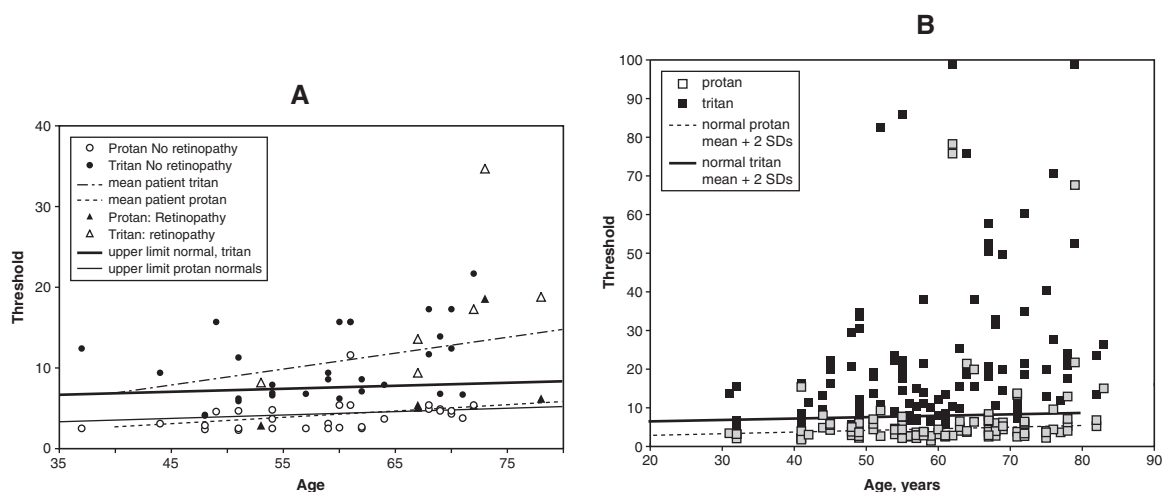 A
Threshold
40
30
20
10
0
35
45
55
65
75
Age
Protan No retinopathy
Tritan No retinopathy
mean patient tritan
mean patient protan
Protan: Retinopathy
Tritan: retinopathy
upper limit normal, tritan
upper limit protan normals
B
Threshold
100
90
80
70
60
50
40
30
20
10
0
20
30
40
50
60
70
80
90
Age, years
protan
tritan
normal protan
mean + 2 SDs
normal tritan
mean + 2 SDs